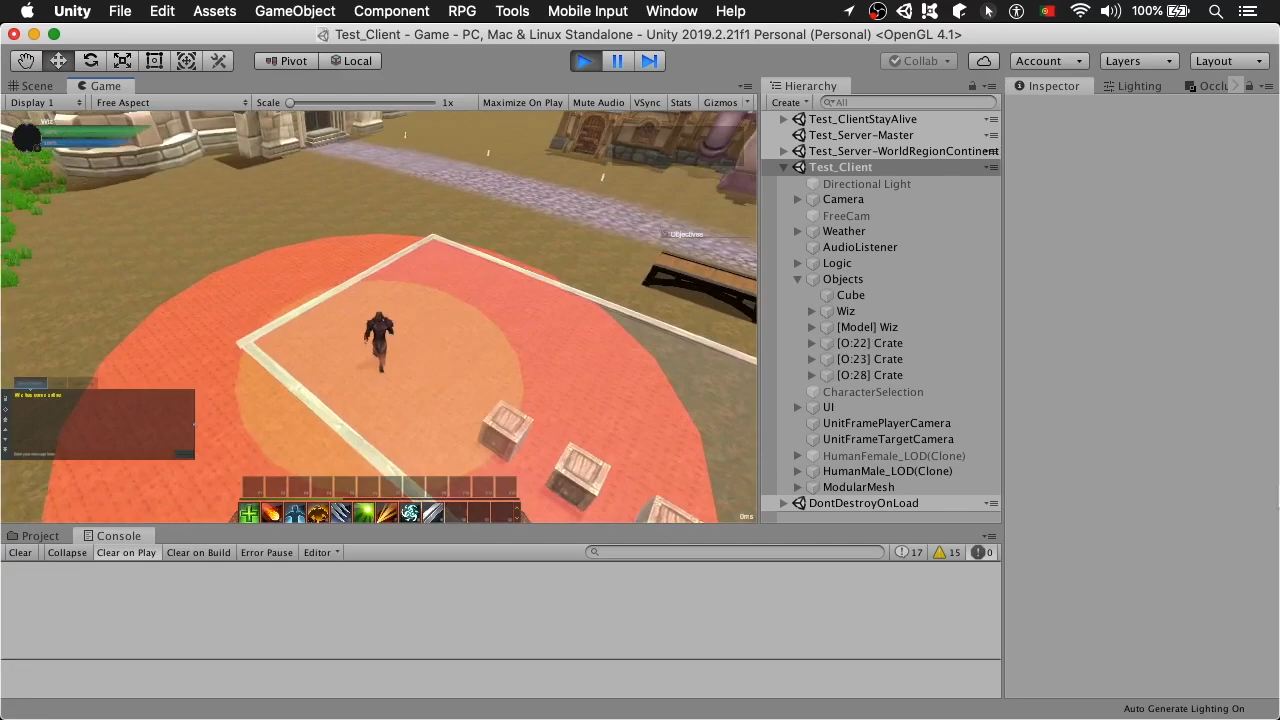 Unity File Edit Assets GameObject Component RPG Tools Mobile Input Window Help 100%
Test_Client - Game - PC, Mac & Linux Standalone - Unity 2019.2.21f1 Personal (Personal) <OpenGL 4.1>
Pivot Local Collab Account Layers Layout
Scene Game Hierarchy Inspector Lighting Occlu
Display 1 Free Aspect Scale 1x Maximize On Play Mute Audio VSync Stats Gizmos Create All
Test_ClientStayAlive
Wiz
Test_Server-Master
Test_Server-WorldRegionContinent
Test_Client
Directional Light
Camera
FreeCam
Weather
Objectives
AudioListener
Logic
Objects
Cube
Wiz
[Model] Wiz
[O:22] Crate
[O:23] Crate
[O:28] Crate
CharacterSelection
UI
UnitFramePlayerCamera
UnitFrameTargetCamera
HumanFemale_LOD(Clone)
HumanMale_LOD(Clone)
ModularMesh
DontDestroyOnLoad
0ms
Project Console
Clear Collapse Clear on Play Clear on Build Error Pause Editor 17 15 0
Auto Generate Lighting On